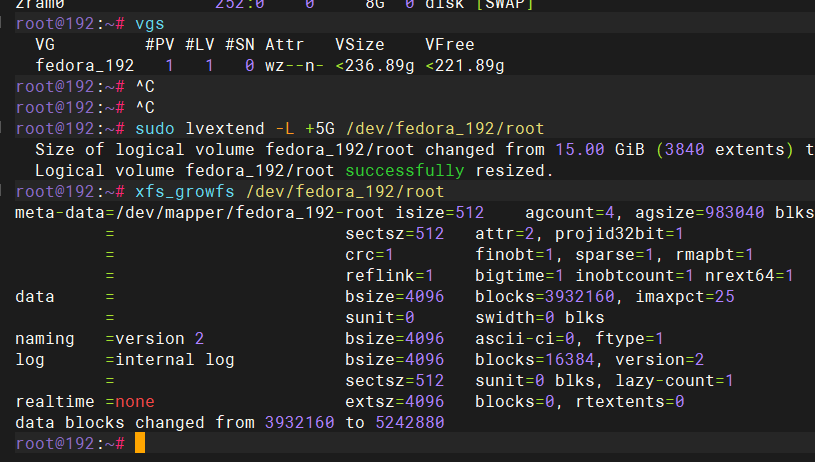 zram0 252:0 0 8G 0 disk [SWAP]
root@192:~# vgs
VG #PV #LV #SN Attr VSize VFree
fedora_192 1 1 0 wz--n- <236.89g <221.89g
root@192:~# ^C
root@192:~# ^C
root@192:~# sudo lvextend -L +5G /dev/fedora_192/root
Size of logical volume fedora_192/root changed from 15.00 GiB (3840 extents) t
Logical volume fedora_192/root successfully resized.
root@192:~# xfs_growfs /dev/fedora_192/root
meta-data=/dev/mapper/fedora_192-root isize=512 agcount=4, agsize=983040 blks
= sectsz=512 attr=2, projid32bit=1
= crc=1 finobt=1, sparse=1, rmapbt=1
= reflink=1 bigtime=1 inobtcount=1 nrext64=1
data = bsize=4096 blocks=3932160, imaxpct=25
= sunit=0 swidth=0 blks
naming =version 2 bsize=4096 ascii-ci=0, ftype=1
log =internal log bsize=4096 blocks=16384, version=2
= sectsz=512 sunit=0 blks, lazy-count=1
realtime =none extsz=4096 blocks=0, rtextents=0
data blocks changed from 3932160 to 5242880
root@192:~#